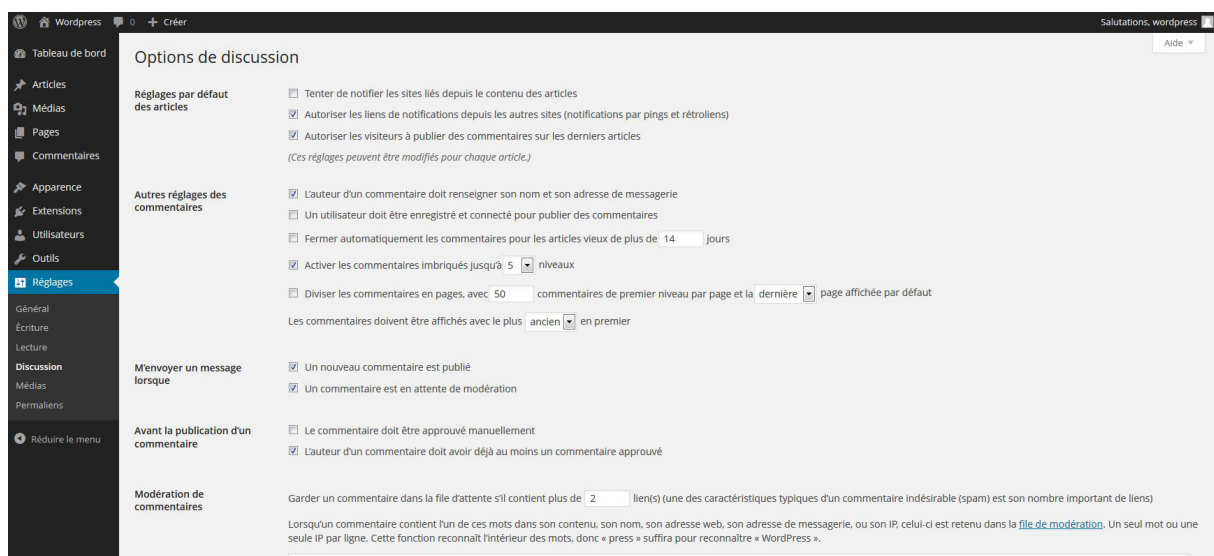 Wordpress 0 + Créer Salutations, wordpress
Aide
Tableau de bord
Articles
Médias
Pages
Commentaires
Apparence
Extensions
Utilisateurs
Outils
Réglages
Général
Écriture
Lecture
Discussion
Médias
Permaliens
Réduire le menu
Options de discussion
Réglages par défaut
des articles
Tenter de notifier les sites liés depuis le contenu des articles
Autoriser les liens de notifications depuis les autres sites (notifications par pings et rétroliens)
Autoriser les visiteurs à publier des commentaires sur les derniers articles
(Ces réglages peuvent être modifiés pour chaque article.)
Autres réglages des
commentaires
L'auteur d'un commentaire doit renseigner son nom et son adresse de messagerie
Un utilisateur doit être enregistré et connecté pour publier des commentaires
Fermer automatiquement les commentaires pour les articles vieux de plus de 14 jours
Activer les commentaires imbriqués jusqu'à 5 niveaux
Diviser les commentaires en pages, avec 50 commentaires de premier niveau par page et la dernière page affichée par défaut
Les commentaires doivent être affichés avec le plus ancien en premier
M'envoyer un message
lorsque
Un nouveau commentaire est publié
Un commentaire est en attente de modération
Avant la publication d'un
commentaire
Le commentaire doit être approuvé manuellement
L'auteur d'un commentaire doit avoir déjà au moins un commentaire approuvé
Modération de
commentaires
Garder un commentaire dans la file d'attente s'il contient plus de 2 lien(s) (une des caractéristiques typiques d'un commentaire indésirable (spam) est son nombre important de liens)
Lorsqu'un commentaire contient l'un de ces mots dans son contenu, son nom, son adresse web, son adresse de messagerie, ou son IP, celui-ci est retenu dans la file de modération. Un seul mot ou une
seule IP par ligne. Cette fonction reconnaît l'intérieur des mots, donc « press » suffira pour reconnaître « WordPress ».